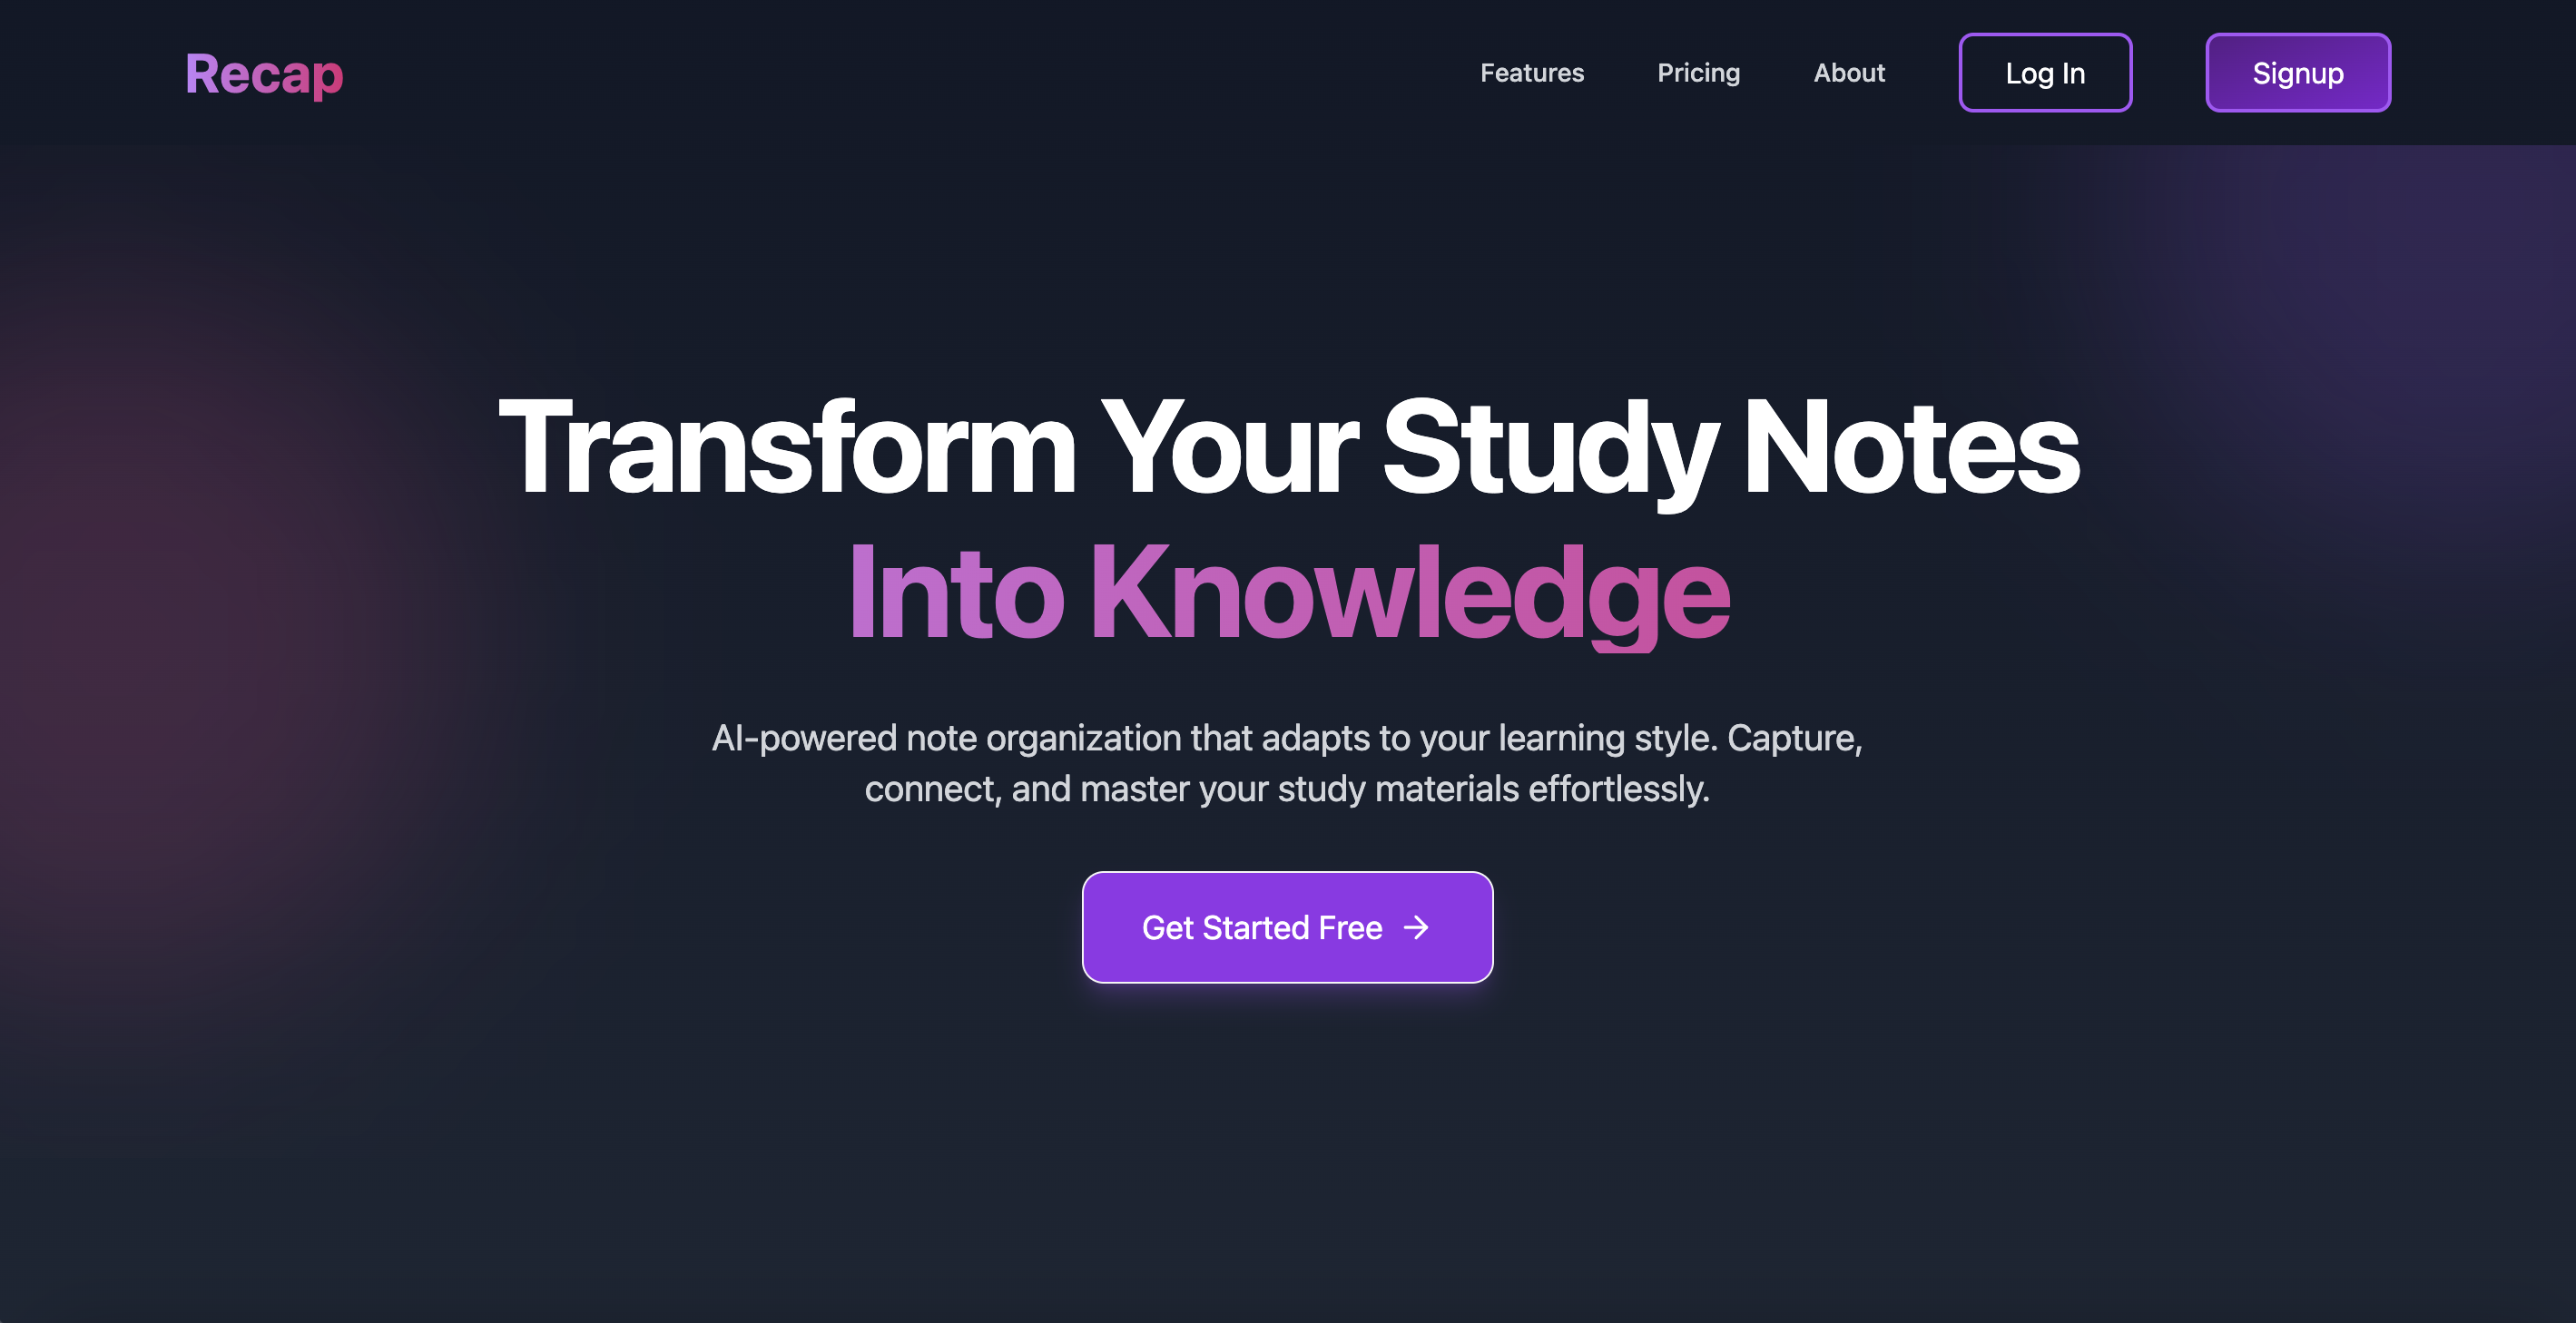 Recap
Features Pricing About Log In Signup
Transform Your Study Notes
Into Knowledge
AI-powered note organization that adapts to your learning style. Capture,
connect, and master your study materials effortlessly.
Get Started Free →